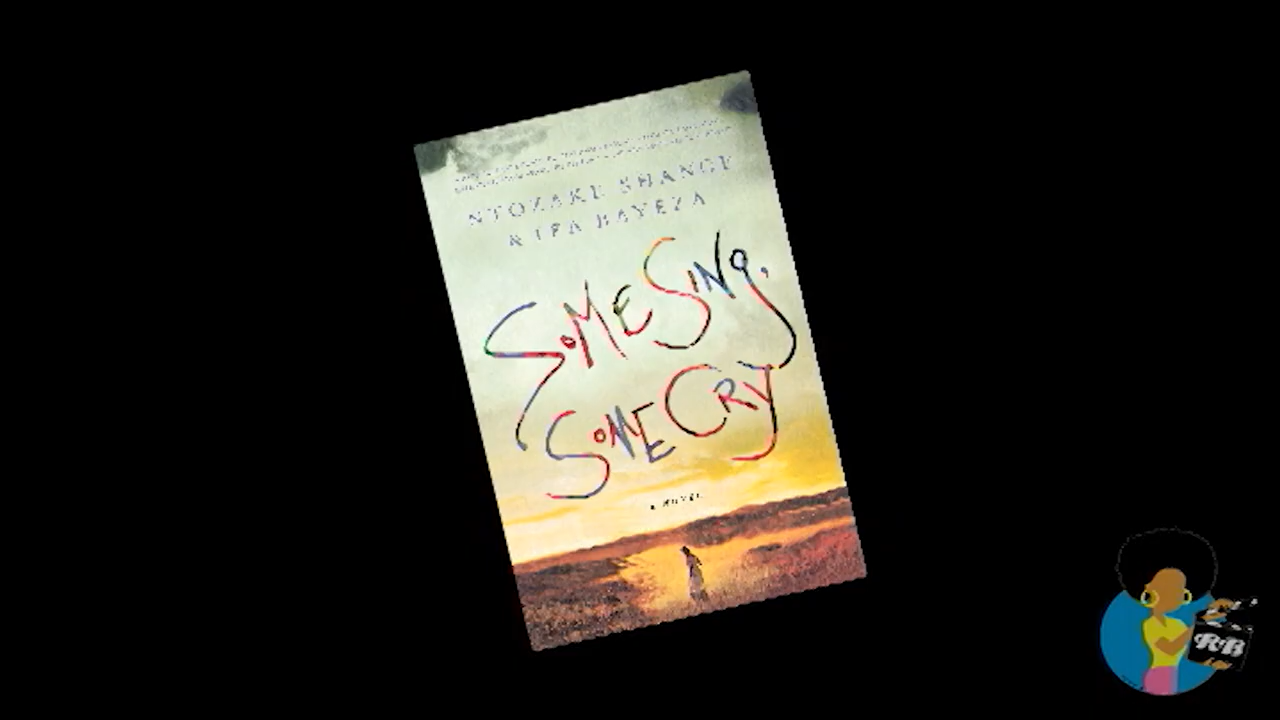 NTOZAKE SHANGE
& IFA BAYEZA
SOME SING,
SOME CRY
A NOVEL
RB